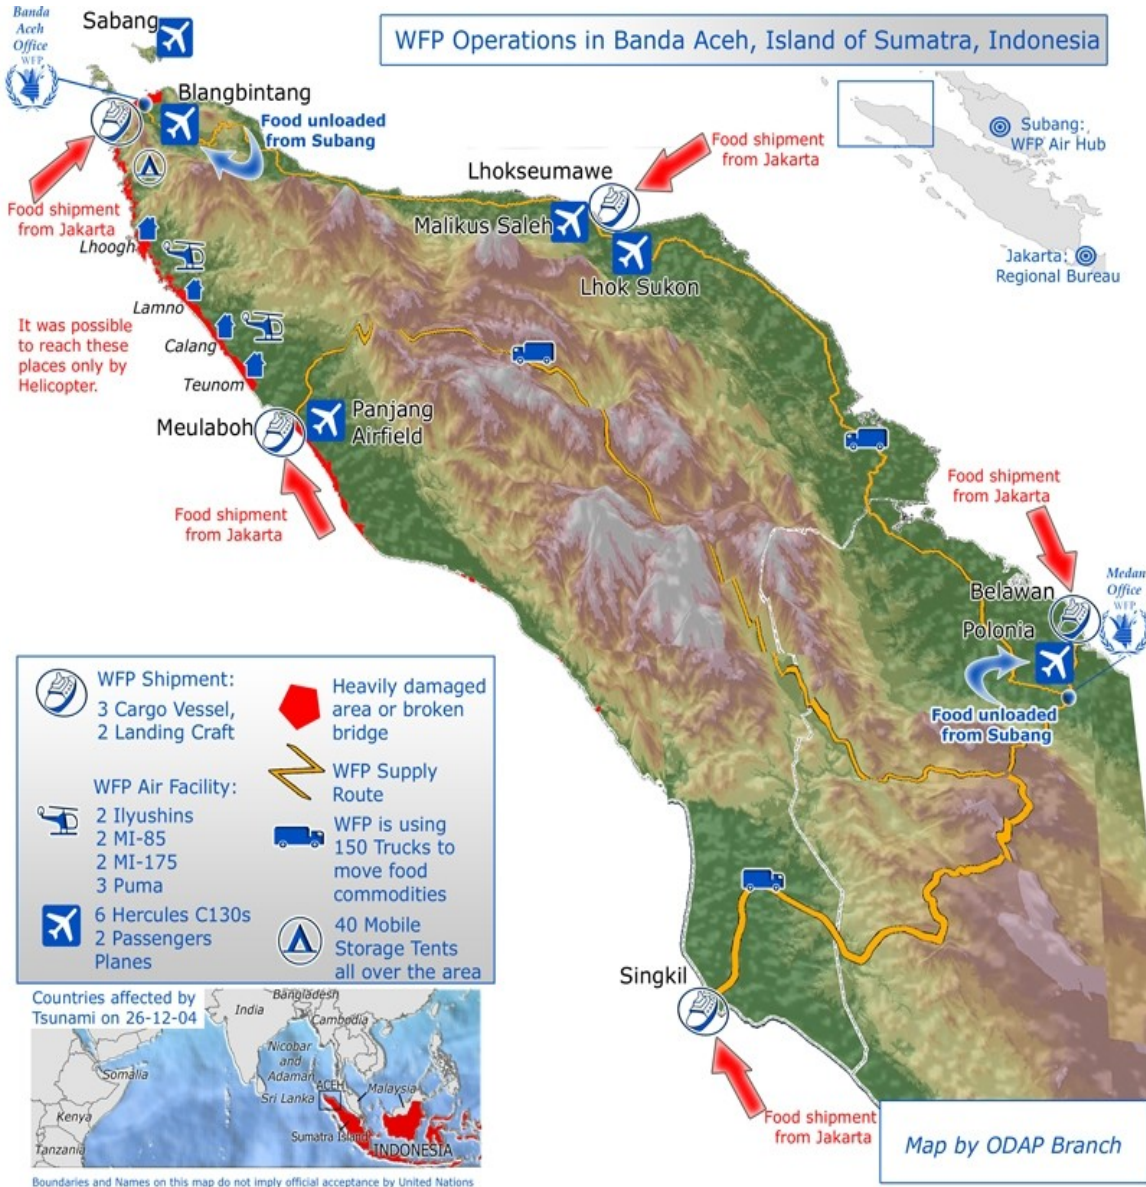 WFP Operations in Banda Aceh, Island of Sumatra, Indonesia
Banda
Aceh
Office
WFP
Sabang
Blangbintang
Food unloaded
from Subang
Food shipment
from Jakarta
Lhokseumawe
Malikus Saleh
Lhok Sukon
Food shipment
from Jakarta
Subang:
WFP Air Hub
Jakarta:
Regional Bureau
Lhoogh
Lamno
Calang
Teunom
It was possible
to reach these
places only by
Helicopter.
Meulaboh
Panjang
Airfield
Food shipment
from Jakarta
Food shipment
from Jakarta
Belawan
Polonia
Medan
Office
WFP
Food unloaded
from Subang
WFP Shipment:
3 Cargo Vessel,
2 Landing Craft
WFP Air Facility:
2 Ilyushins
2 MI-85
2 MI-175
3 Puma
6 Hercules C130s
2 Passengers
Planes
Heavily damaged
area or broken
bridge
WFP Supply
Route
WFP is using
150 Trucks to
move food
commodities
40 Mobile
Storage Tents
all over the area
Singkil
Food shipment
from Jakarta
Countries affected by
Tsunami on 26-12-04
Bangladesh
India
Cambodia
Nicobar
and
Adaman
Somalia
Sri Lanka
ACEH
Malaysia
Kenya
Sumatra Island
INDONESIA
Tanzania
Boundaries and Names on this map do not imply official acceptance by United Nations
Map by ODAP Branch